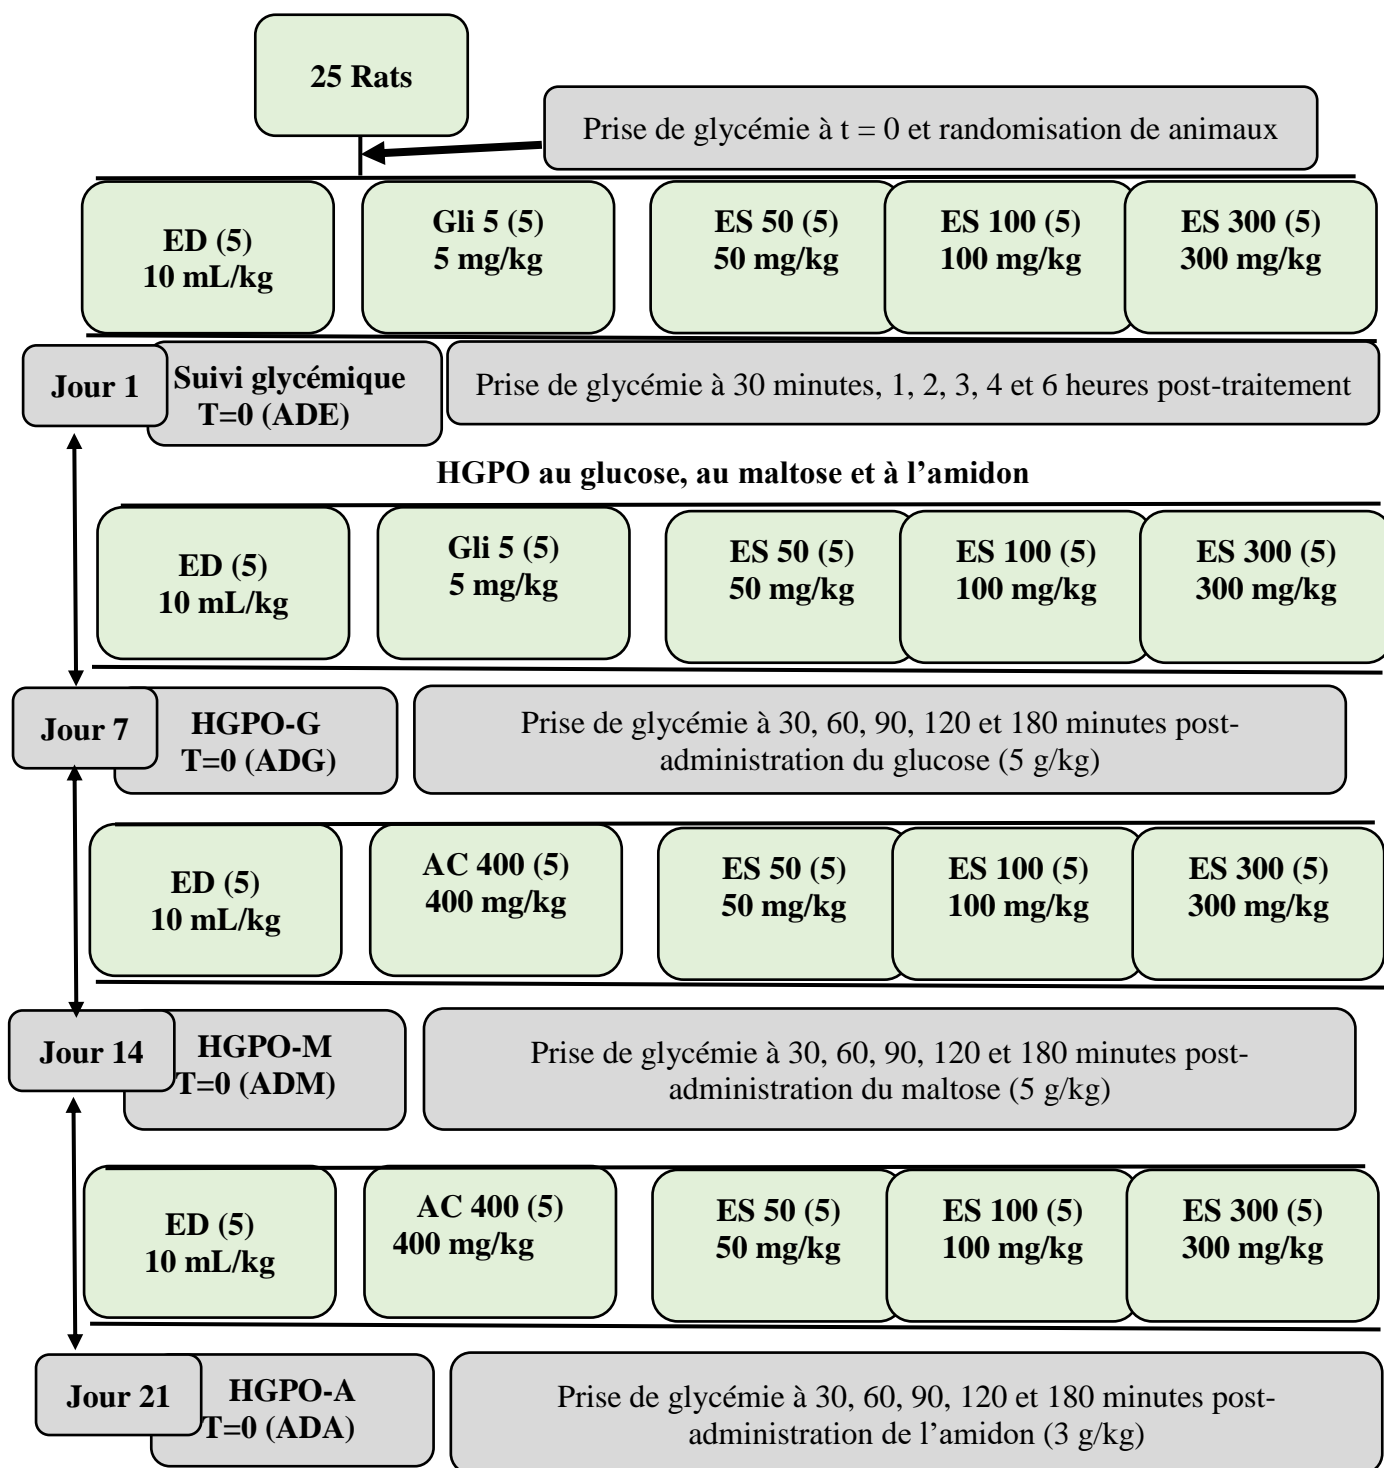 25 Rats
Prise de glycémie à t = 0 et randomisation de animaux
ED (5)
10 mL/kg
Gli 5 (5)
5 mg/kg
ES 50 (5)
50 mg/kg
ES 100 (5)
100 mg/kg
ES 300 (5)
300 mg/kg
Jour 1
Suivi glycémique
T=0 (ADE)
Prise de glycémie à 30 minutes, 1, 2, 3, 4 et 6 heures post-traitement
HGPO au glucose, au maltose et à l’amidon
ED (5)
10 mL/kg
Gli 5 (5)
5 mg/kg
ES 50 (5)
50 mg/kg
ES 100 (5)
100 mg/kg
ES 300 (5)
300 mg/kg
Jour 7
HGPO-G
T=0 (ADG)
Prise de glycémie à 30, 60, 90, 120 et 180 minutes post-
administration du glucose (5 g/kg)
ED (5)
10 mL/kg
AC 400 (5)
400 mg/kg
ES 50 (5)
50 mg/kg
ES 100 (5)
100 mg/kg
ES 300 (5)
300 mg/kg
Jour 14
HGPO-M
T=0 (ADM)
Prise de glycémie à 30, 60, 90, 120 et 180 minutes post-
administration du maltose (5 g/kg)
ED (5)
10 mL/kg
AC 400 (5)
400 mg/kg
ES 50 (5)
50 mg/kg
ES 100 (5)
100 mg/kg
ES 300 (5)
300 mg/kg
Jour 21
HGPO-A
T=0 (ADA)
Prise de glycémie à 30, 60, 90, 120 et 180 minutes post-
administration de l’amidon (3 g/kg)